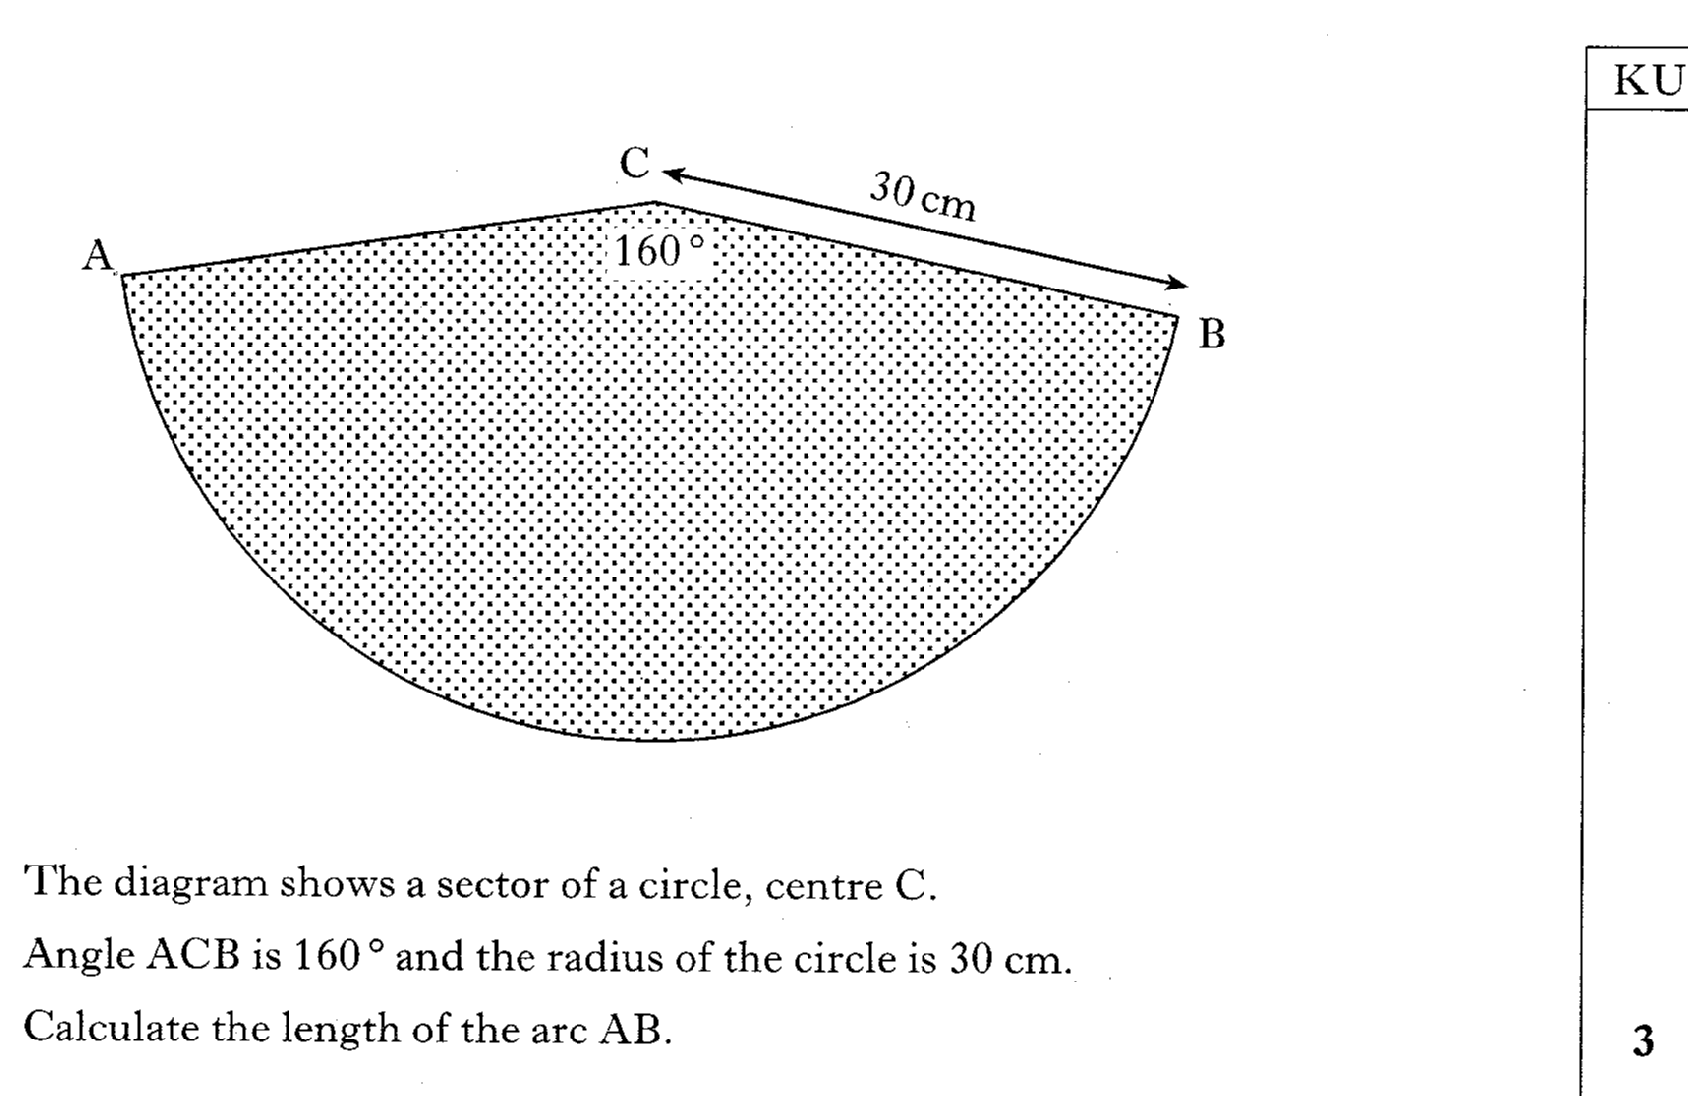 KU
C
30 cm
A
160°
B
The diagram shows a sector of a circle, centre C.
Angle ACB is 160° and the radius of the circle is 30 cm.
Calculate the length of the arc AB.
3